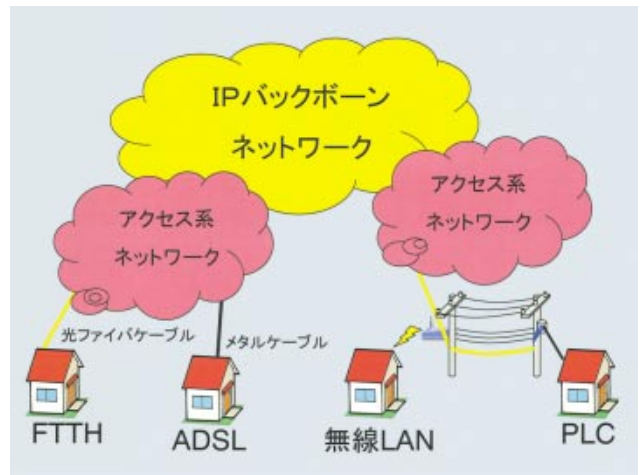 IPバックボーン
ネットワーク
アクセス系
ネットワーク
アクセス系
ネットワーク
光ファイバケーブル
メタルケーブル
FTTH
ADSL
無線LAN
PLC